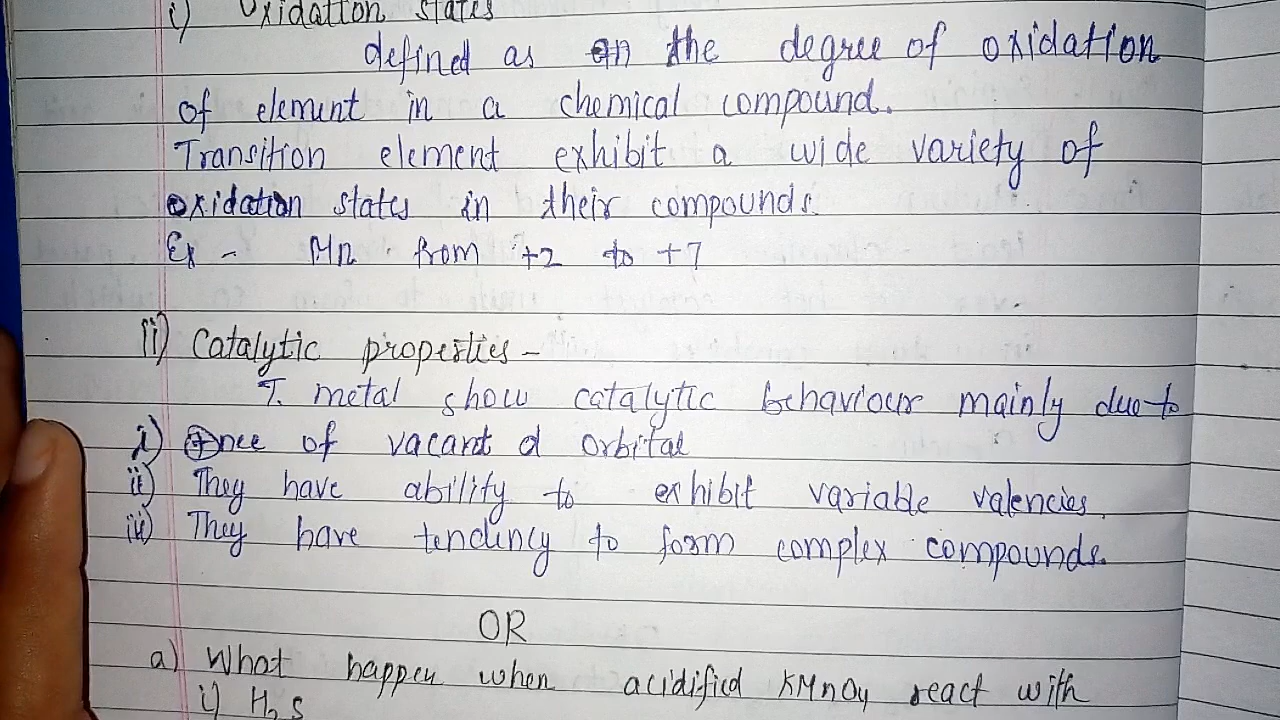 i) Oxidation states
defined as the degree of oxidation
of element in a chemical compound.
Transition element exhibit a wide variety of
oxidation states in their compounds.
Ex - Mn from +2 to +7
ii) Catalytic properties -
T. metal show catalytic behaviour mainly due to
i) nce of vacant d orbital
ii) They have ability to exhibit variable valencies.
iii) They have tendency to form complex compounds.
OR
a) What happen when acidified KMnO4 react with
i) H2S